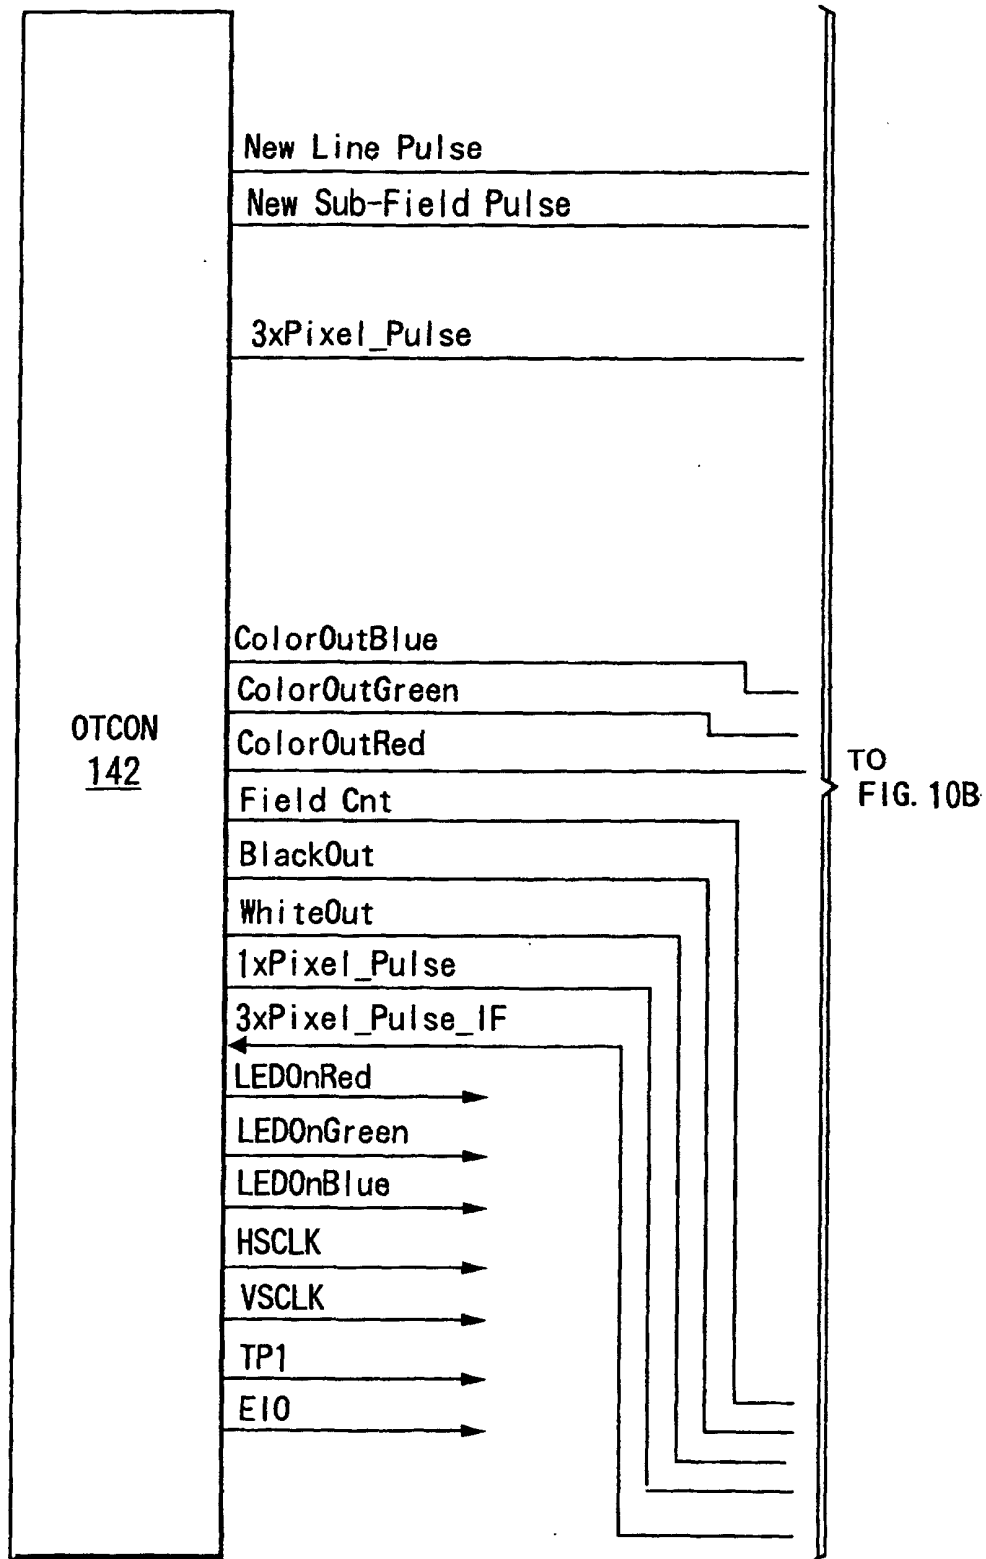 New Line Pulse
New Sub-Field Pulse
3xPixel_Pulse
ColorOutBlue
ColorOutGreen
ColorOutRed
Field Cnt
BlackOut
WhiteOut
1xPixel_Pulse
3xPixel_Pulse_IF
LEDOnRed
LEDOnGreen
LEDOnBlue
HSCLK
VSCLK
TP1
EIO
OTCON
142
TO
FIG. 10B